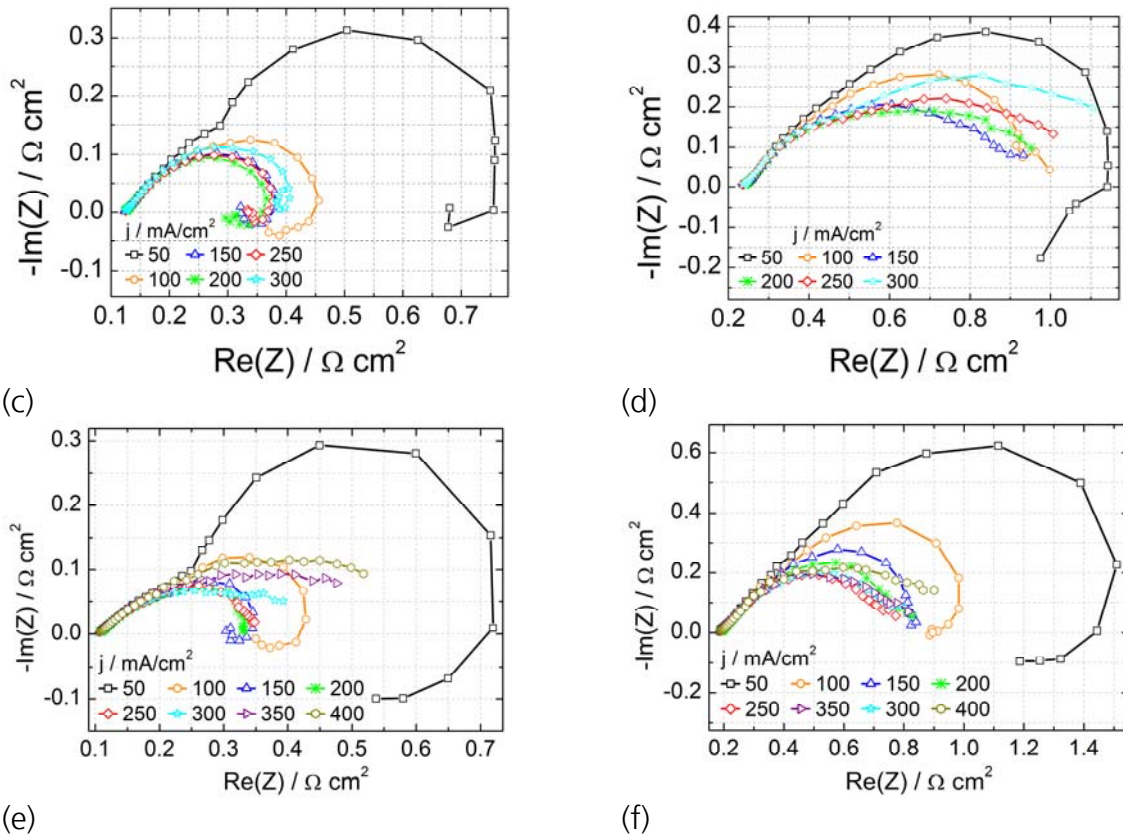 0.3
0.2
0.1
0.0
-0.1
-Im(Z) / Ω cm²
j / mA/cm²
50 150 250
100 200 300
0.1 0.2 0.3 0.4 0.5 0.6 0.7
Re(Z) / Ω cm²
(c)
0.4
0.2
0.0
-0.2
-Im(Z) / Ω cm²
j / mA/cm²
50 100 150
200 250 300
0.2 0.4 0.6 0.8 1.0
Re(Z) / Ω cm²
(d)
0.3
0.2
0.1
0.0
-0.1
-Im(Z) / Ω cm²
j / mA/cm²
50 100 150 200
250 300 350 400
0.1 0.2 0.3 0.4 0.5 0.6 0.7
Re(Z) / Ω cm²
(e)
0.6
0.4
0.2
0.0
-0.2
-Im(Z) / Ω cm²
j / mA/cm²
50 100 150 200
250 350 300 400
0.2 0.4 0.6 0.8 1.0 1.2 1.4
Re(Z) / Ω cm²
(f)